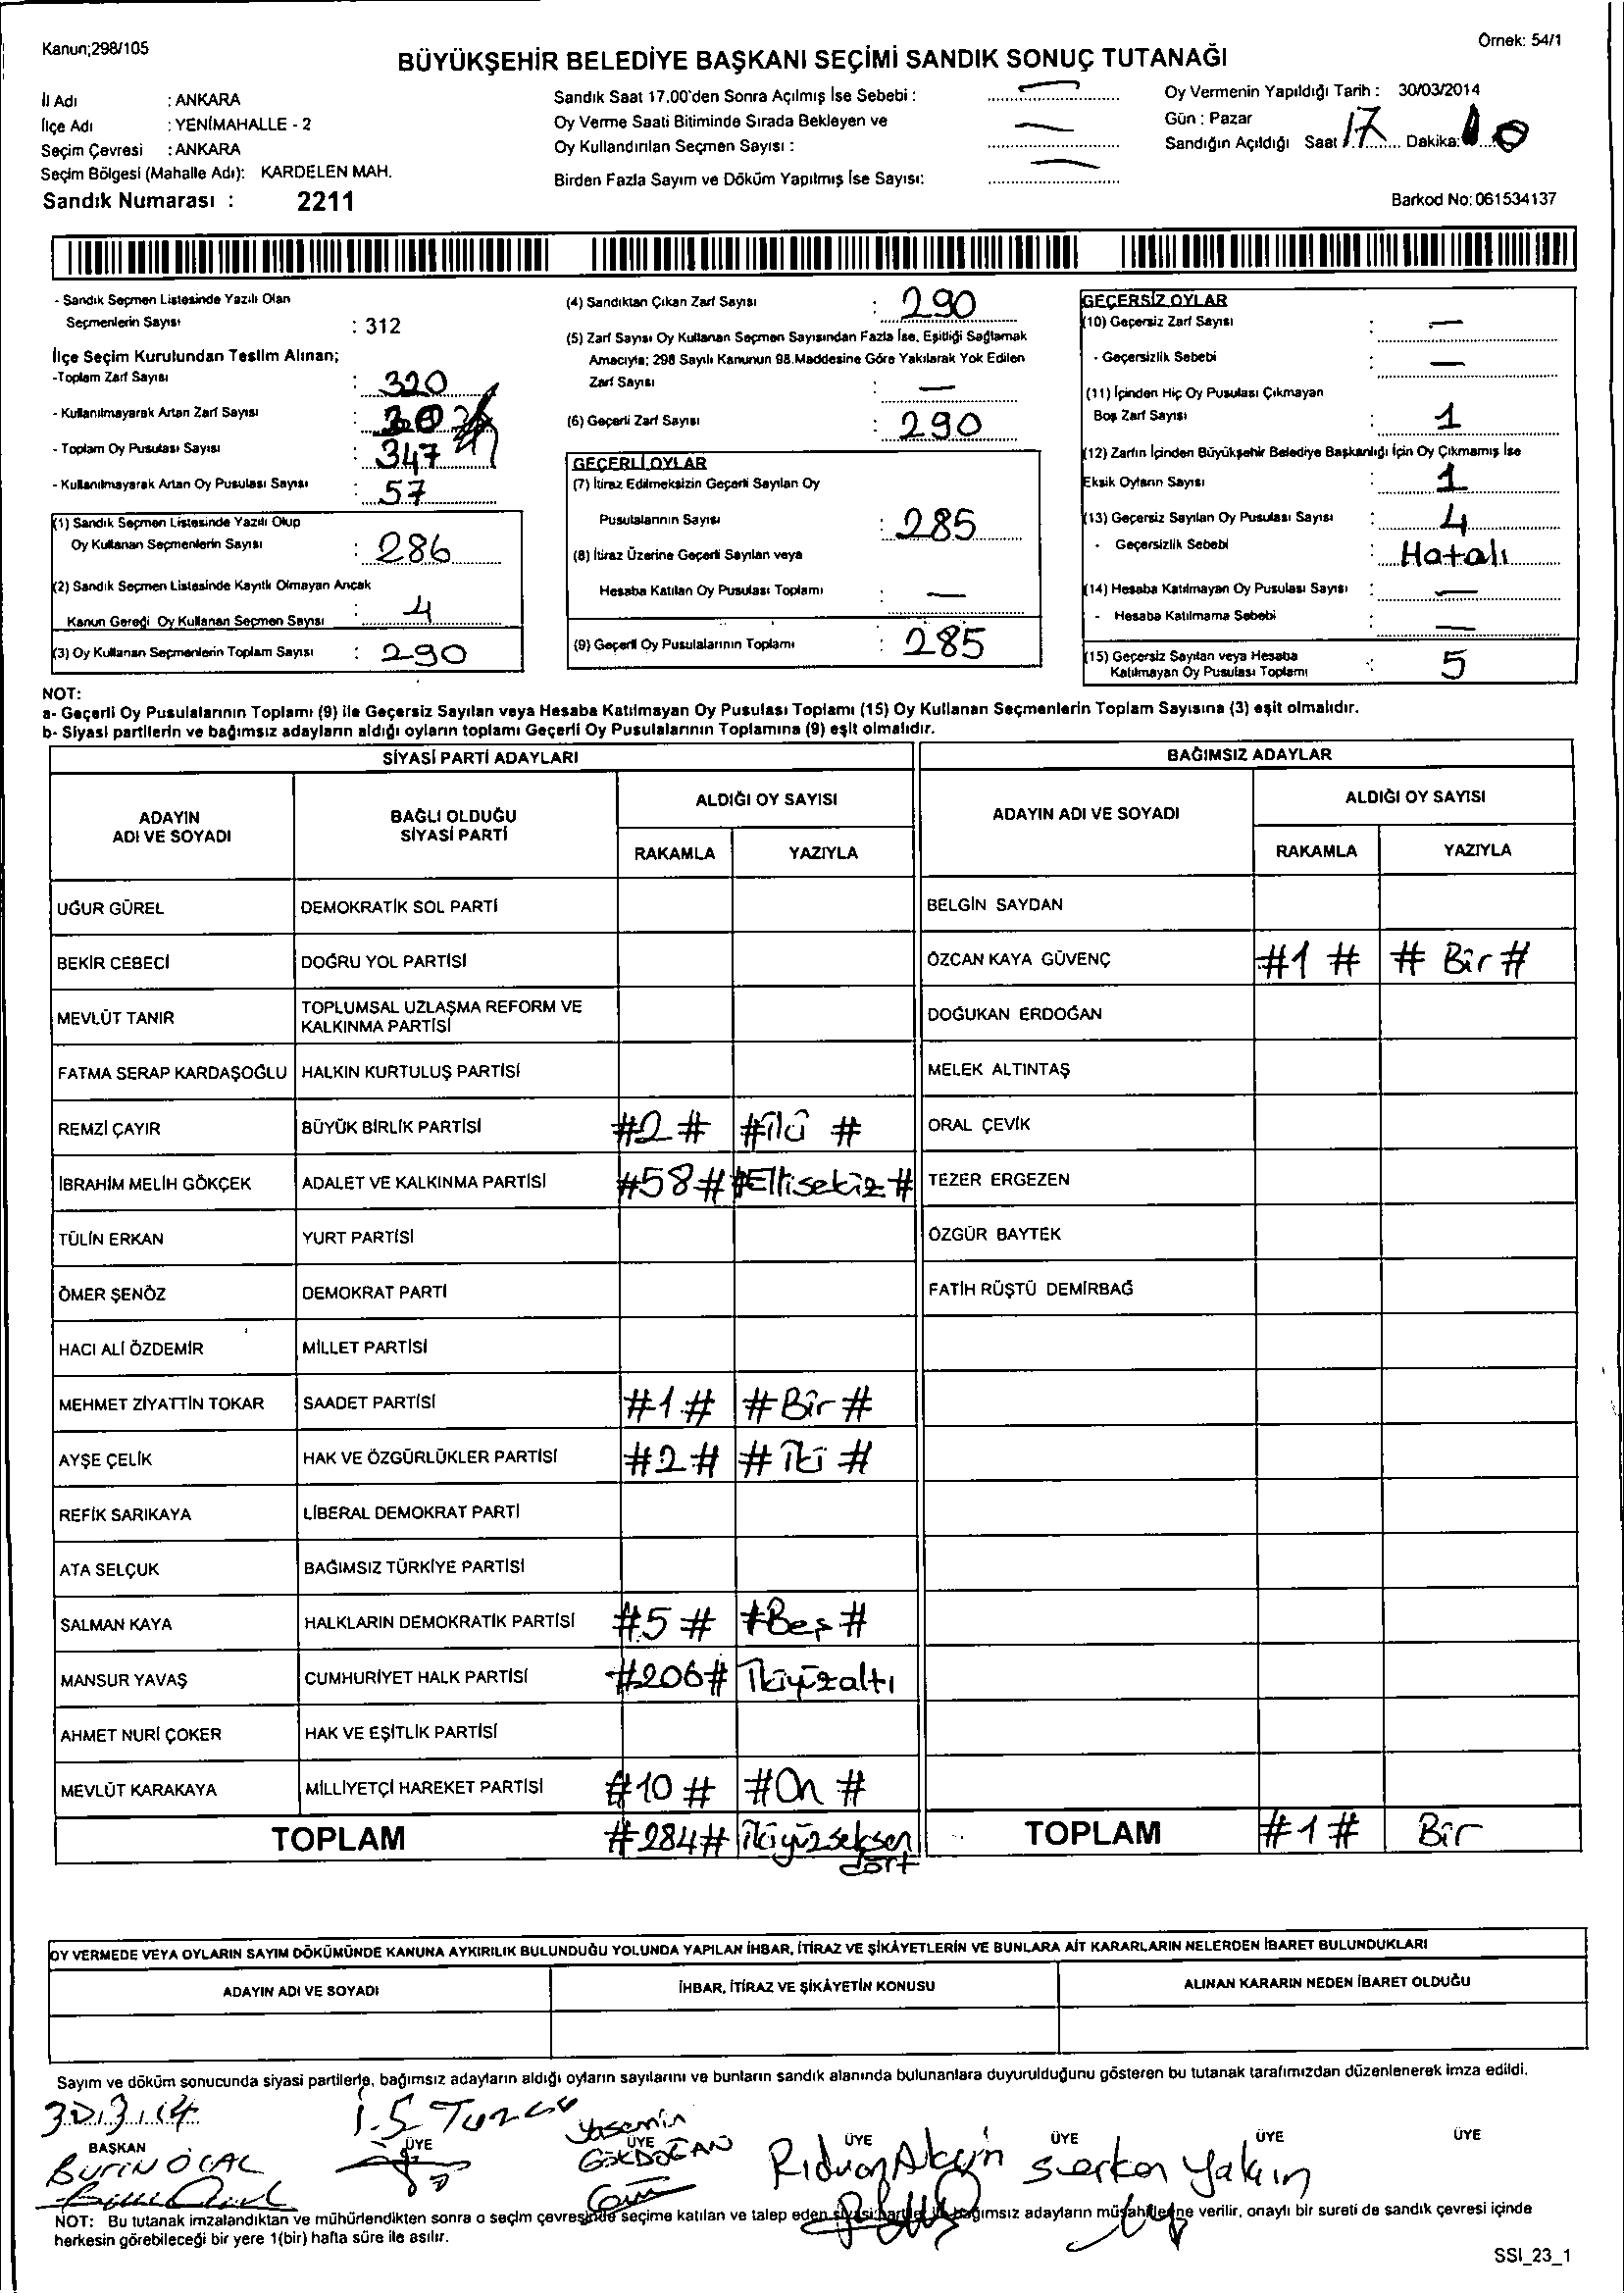 Kanun;298/105
Örnek: 54/1
BÜYÜKŞEHİR BELEDİYE BAŞKANI SEÇİMİ SANDIK SONUÇ TUTANAĞI
İl Adı : ANKARA
İlçe Adı : YENİMAHALLE - 2
Seçim Çevresi : ANKARA
Seçim Bölgesi (Mahalle Adı): KARDELEN MAH.
Sandık Numarası : 2211
Sandık Saat 17.00'den Sonra Açılmış İse Sebebi : —
Oy Verme Saati Bitiminde Sırada Bekleyen ve
Oy Kullandırılan Seçmen Sayısı : —
Birden Fazla Sayım ve Döküm Yapılmış İse Sayısı: —
Oy Vermenin Yapıldığı Tarih : 30/03/2014
Gün : Pazar
Sandığın Açıldığı Saat 17 Dakika:
Barkod No: 061534137
- Sandık Seçmen Listesinde Yazılı Olan
Seçmenlerin Sayısı : 312
İlçe Seçim Kurulundan Teslim Alınan;
-Toplam Zarf Sayısı : 320
- Kullanılmayarak Artan Zarf Sayısı :
- Toplam Oy Pusulası Sayısı : 347
- Kullanılmayarak Artan Oy Pusulası Sayısı : 57
(1) Sandık Seçmen Listesinde Yazılı Olup
Oy Kullanan Seçmenlerin Sayısı : 286
(2) Sandık Seçmen Listesinde Kayıtlı Olmayan Ancak
Kanun Gereği Oy Kullanan Seçmen Sayısı : 4
(3) Oy Kullanan Seçmenlerin Toplam Sayısı : 290
(4) Sandıktan Çıkan Zarf Sayısı : 290
(5) Zarf Sayısı Oy Kullanan Seçmen Sayısından Fazla İse, Eşitliği Sağlamak
Amacıyla; 298 Sayılı Kanunun 98.Maddesine Göre Yakılarak Yok Edilen
Zarf Sayısı : —
(6) Geçerli Zarf Sayısı : 290
GEÇERLİ OYLAR
(7) İtiraz Edilmeksizin Geçerli Sayılan Oy
Pusulalarının Sayısı : 285
(8) İtiraz Üzerine Geçerli Sayılan veya
Hesaba Katılan Oy Pusulası Toplamı : —
(9) Geçerli Oy Pusulalarının Toplamı : 285
GEÇERSİZ OYLAR
(10) Geçersiz Zarf Sayısı : —
- Geçersizlik Sebebi : —
(11) İçinden Hiç Oy Pusulası Çıkmayan
Boş Zarf Sayısı : 1
(12) Zarfın İçinden Büyükşehir Belediye Başkanlığı İçin Oy Çıkmamış İse
Eksik Oyların Sayısı : 1
(13) Geçersiz Sayılan Oy Pusulası Sayısı : 4
- Geçersizlik Sebebi : Hatalı
(14) Hesaba Katılmayan Oy Pusulası Sayısı : —
- Hesaba Katılmama Sebebi : —
(15) Geçersiz Sayılan veya Hesaba
Katılmayan Oy Pusulası Toplamı : 5
NOT:
a- Geçerli Oy Pusulalarının Toplamı (9) ile Geçersiz Sayılan veya Hesaba Katılmayan Oy Pusulası Toplamı (15) Oy Kullanan Seçmenlerin Toplam Sayısına (3) eşit olmalıdır.
b- Siyasi partilerin ve bağımsız adayların aldığı oyların toplamı Geçerli Oy Pusulalarının Toplamına (9) eşit olmalıdır.
SİYASİ PARTİ ADAYLARI
ADAYIN ADI VE SOYADI BAĞLI OLDUĞU SİYASİ PARTİ ALDIĞI OY SAYISI
RAKAMLA YAZIYLA
UĞUR GÜREL DEMOKRATİK SOL PARTİ
BEKİR CEBECİ DOĞRU YOL PARTİSİ
MEVLÜT TANIR TOPLUMSAL UZLAŞMA REFORM VE KALKINMA PARTİSİ
FATMA SERAP KARDAŞOĞLU HALKIN KURTULUŞ PARTİSİ
REMZİ ÇAYIR BÜYÜK BİRLİK PARTİSİ #2# #iki #
İBRAHİM MELİH GÖKÇEK ADALET VE KALKINMA PARTİSİ #58# #Ellisekiz#
TÜLİN ERKAN YURT PARTİSİ
ÖMER ŞENÖZ DEMOKRAT PARTİ
HACI ALİ ÖZDEMİR MİLLET PARTİSİ
MEHMET ZİYATTİN TOKAR SAADET PARTİSİ #1# #Bir#
AYŞE ÇELİK HAK VE ÖZGÜRLÜKLER PARTİSİ #2# #İki#
REFİK SARIKAYA LİBERAL DEMOKRAT PARTİ
ATA SELÇUK BAĞIMSIZ TÜRKİYE PARTİSİ
SALMAN KAYA HALKLARIN DEMOKRATİK PARTİSİ #5# #Beş#
MANSUR YAVAŞ CUMHURİYET HALK PARTİSİ #206# İkiyüzaltı
AHMET NURİ ÇOKER HAK VE EŞİTLİK PARTİSİ
MEVLÜT KARAKAYA MİLLİYETÇİ HAREKET PARTİSİ #10# #On#
TOPLAM #284# İkiyüzseksen dört
BAĞIMSIZ ADAYLAR
ADAYIN ADI VE SOYADI ALDIĞI OY SAYISI
RAKAMLA YAZIYLA
BELGİN SAYDAN
ÖZCAN KAYA GÜVENÇ #1# #Bir#
DOĞUKAN ERDOĞAN
MELEK ALTINTAŞ
ORAL ÇEVİK
TEZER ERGEZEN
ÖZGÜR BAYTEK
FATİH RÜŞTÜ DEMİRBAĞ
TOPLAM #1# Bir
OY VERMEDE VEYA OYLARIN SAYIM DÖKÜMÜNDE KANUNA AYKIRILIK BULUNDUĞU YOLUNDA YAPILAN İHBAR, İTİRAZ VE ŞİKÂYETLERİN VE BUNLARA AİT KARARLARIN NELERDEN İBARET BULUNDUKLARI
ADAYIN ADI VE SOYADI İHBAR, İTİRAZ VE ŞİKÂYETİN KONUSU ALINAN KARARIN NEDEN İBARET OLDUĞU
Sayım ve döküm sonucunda siyasi partilerle, bağımsız adayların aldığı oyların sayılarını ve bunların sandık alanında bulunanlara duyurulduğunu gösteren bu tutanak tarafımızdan düzenlenerek imza edildi.
30.3.14
BAŞKAN ÜYE ÜYE ÜYE ÜYE ÜYE ÜYE
Burin ÖCAL
Yasemin GÖKDOĞAN
Rıdvan Akçin
Serkan Yakın
NOT: Bu tutanak imzalandıktan ve mühürlendikten sonra o seçim çevresinde seçime katılan ve talep eden siyasi partiler ile bağımsız adayların müşahitlerine verilir, onaylı bir sureti de sandık çevresi içinde
herkesin görebileceği bir yere 1(bir) hafta süre ile asılır.
SSI_23_1